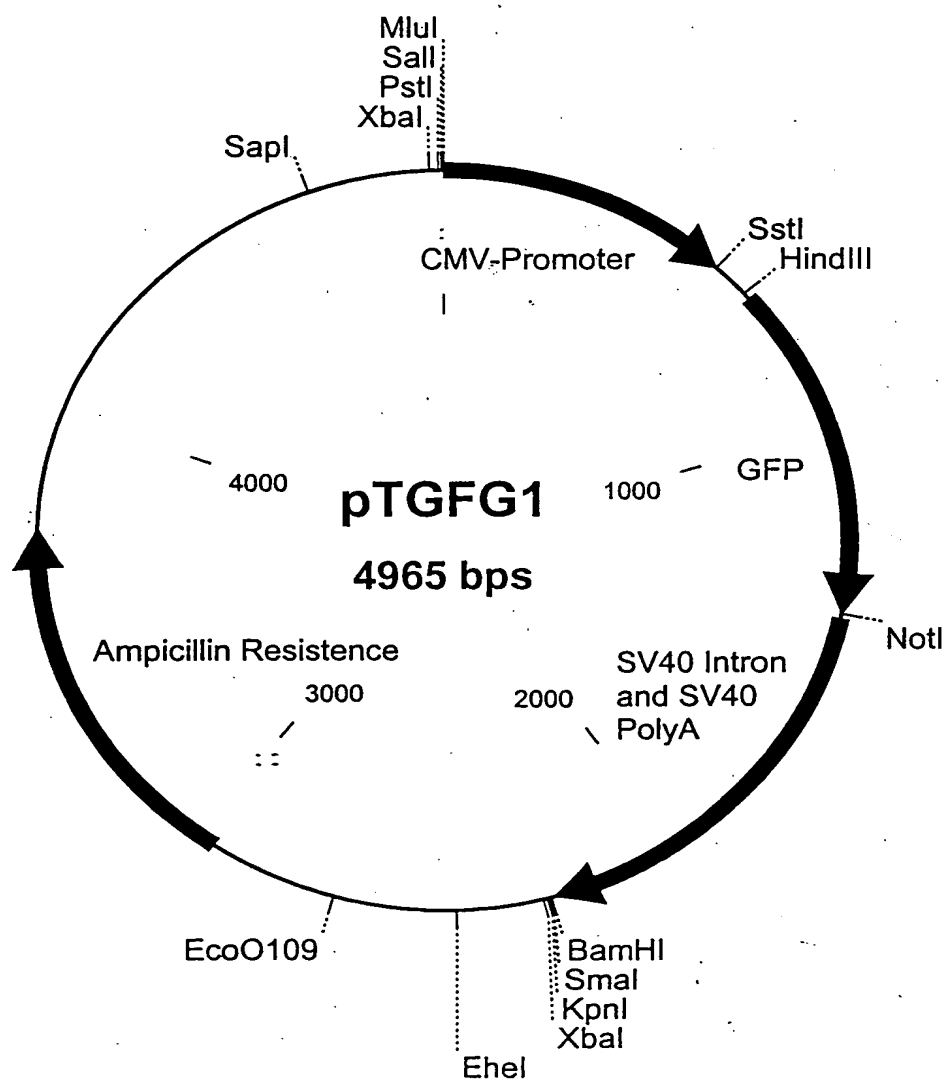 MluI
SalI
PstI
XbaI
SapI
SstI
HindIII
CMV-Promoter
GFP
4000
1000
pTGFG1
4965 bps
NotI
Ampicillin Resistence
SV40 Intron
and SV40
PolyA
3000
2000
EcoO109
BamHI
SmaI
KpnI
XbaI
EheI